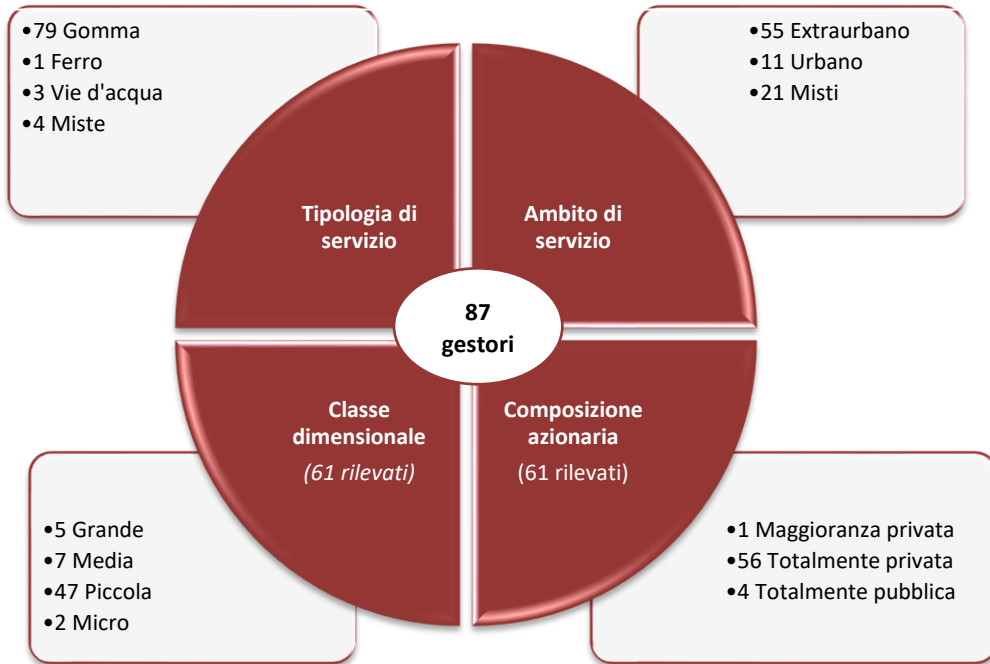 •79 Gomma
•1 Ferro
•3 Vie d'acqua
•4 Miste
•55 Extraurbano
•11 Urbano
•21 Misti
Tipologia di
servizio
Ambito di
servizio
87
gestori
Classe
dimensionale
(61 rilevati)
Composizione
azionaria
(61 rilevati)
•5 Grande
•7 Media
•47 Piccola
•2 Micro
•1 Maggioranza privata
•56 Totalmente privata
•4 Totalmente pubblica